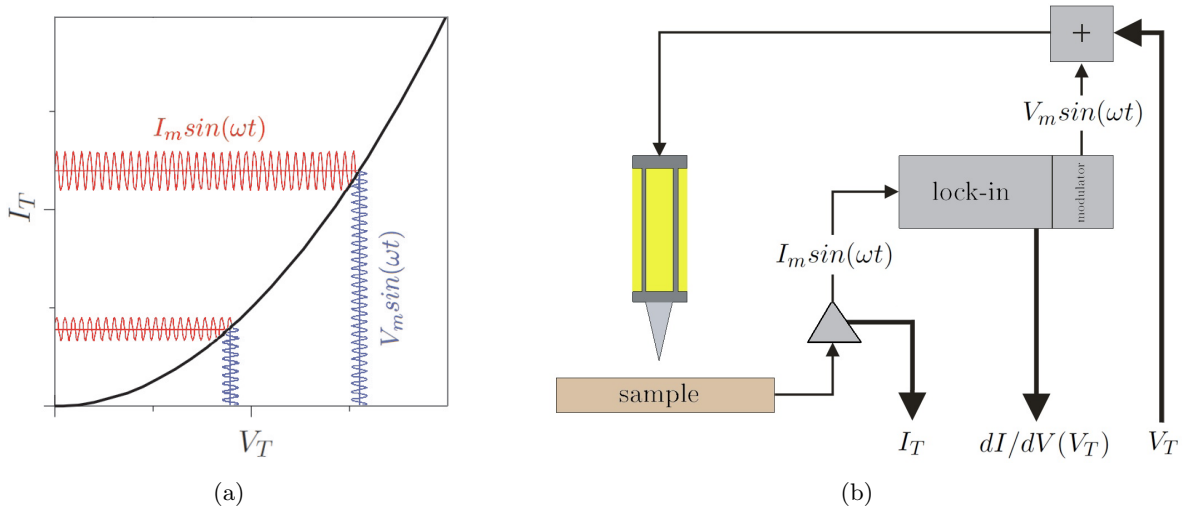 I_m sin(ωt)
I_T
V_m sin(ωt)
V_T
(a)
+
V_m sin(ωt)
lock-in
modulator
I_m sin(ωt)
sample
I_T
dI/dV(V_T)
V_T
(b)